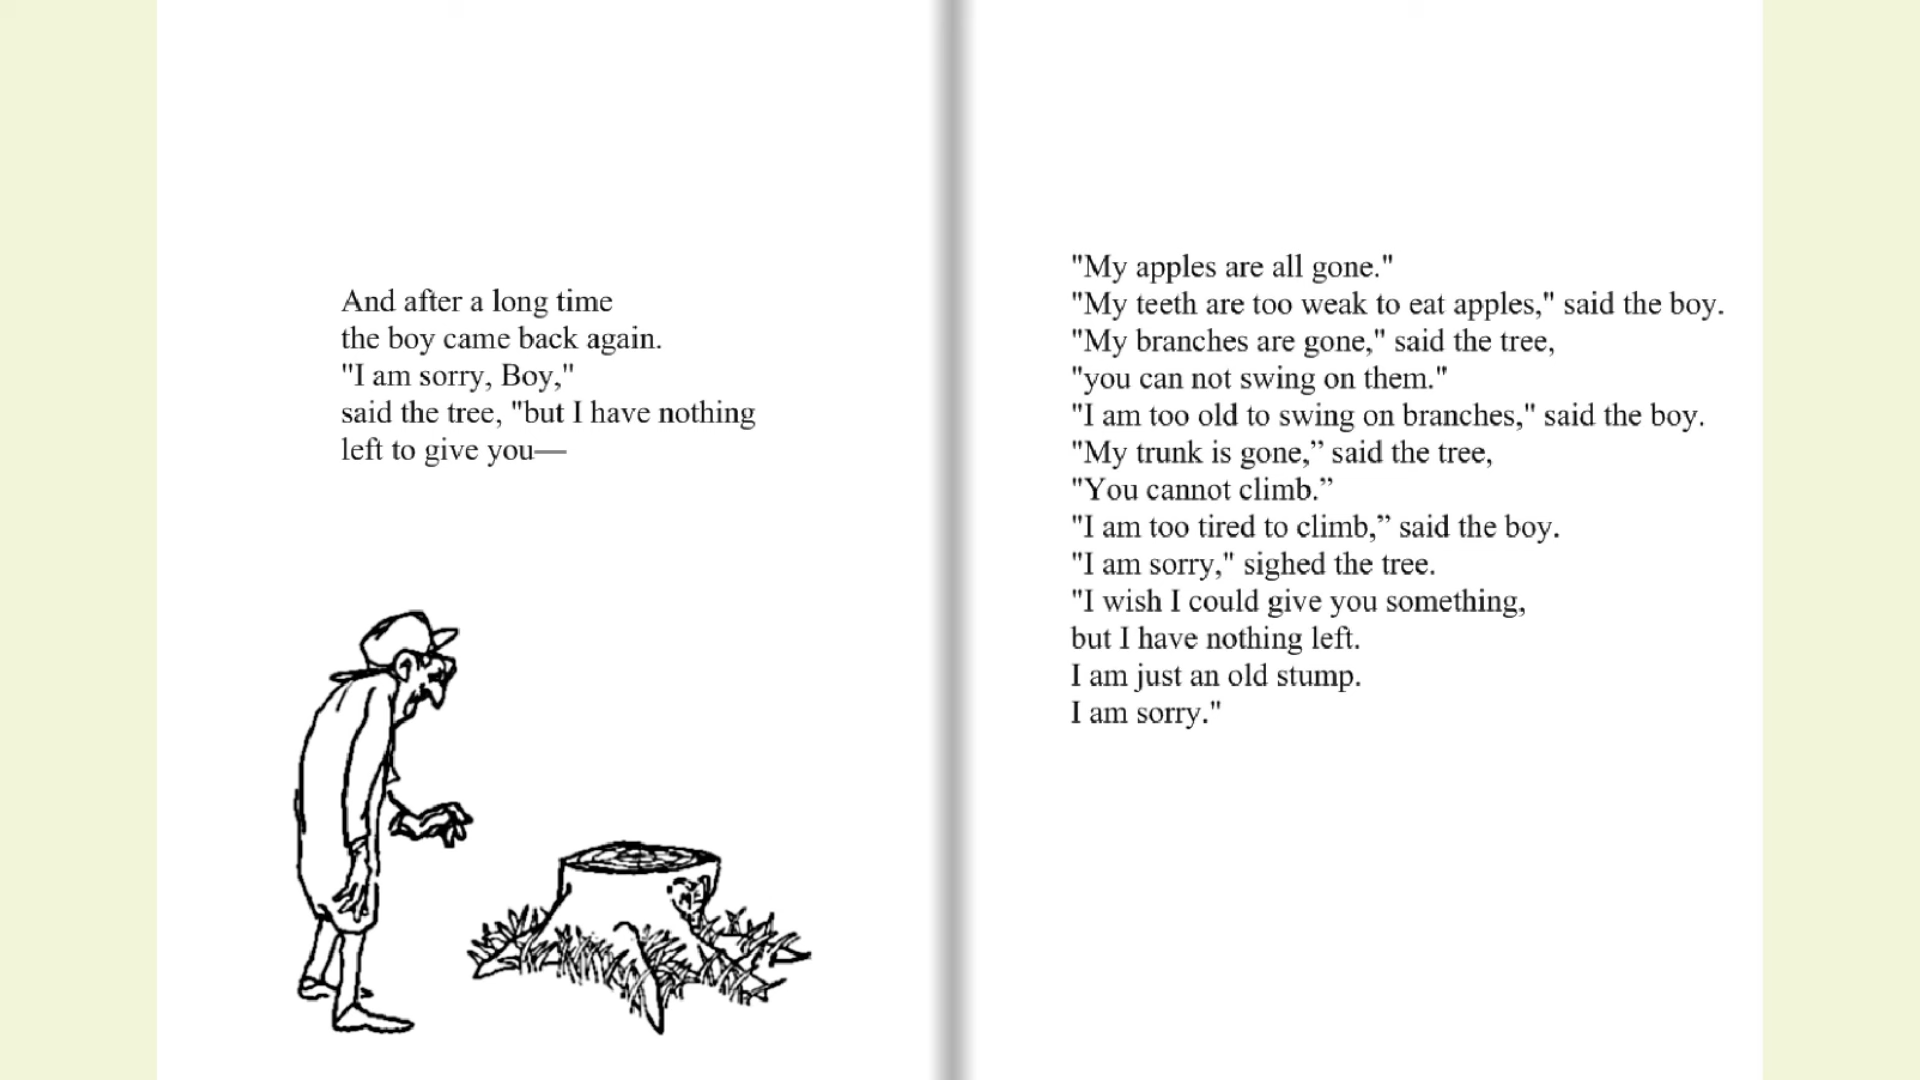 And after a long time
the boy came back again.
"I am sorry, Boy,"
said the tree, "but I have nothing
left to give you—
"My apples are all gone."
"My teeth are too weak to eat apples," said the boy.
"My branches are gone," said the tree,
"you can not swing on them."
"I am too old to swing on branches," said the boy.
"My trunk is gone,” said the tree,
"You cannot climb.”
"I am too tired to climb,” said the boy.
"I am sorry," sighed the tree.
"I wish I could give you something,
but I have nothing left.
I am just an old stump.
I am sorry."